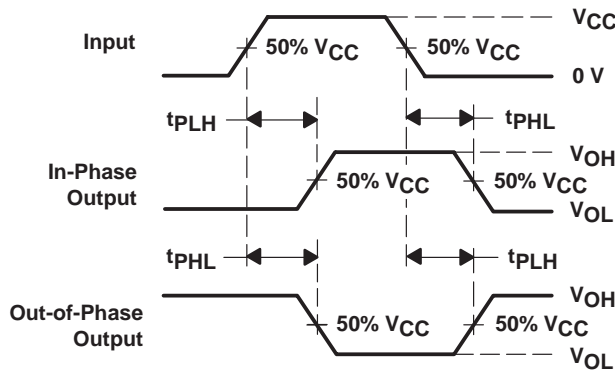 VCC
Input
50% VCC
50% VCC
0 V
tPLH
tPHL
VOH
In-Phase
Output
50% VCC
50% VCC
VOL
tPHL
tPLH
VOH
Out-of-Phase
Output
50% VCC
50% VCC
VOL